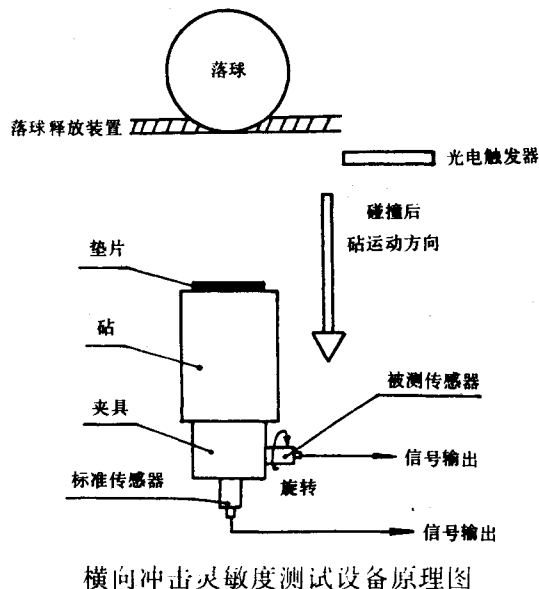 落球
落球释放装置
光电触发器
碰撞后
砧运动方向
垫片
砧
被测传感器
夹具
信号输出
标准传感器
旋转
信号输出
横向冲击灵敏度测试设备原理图